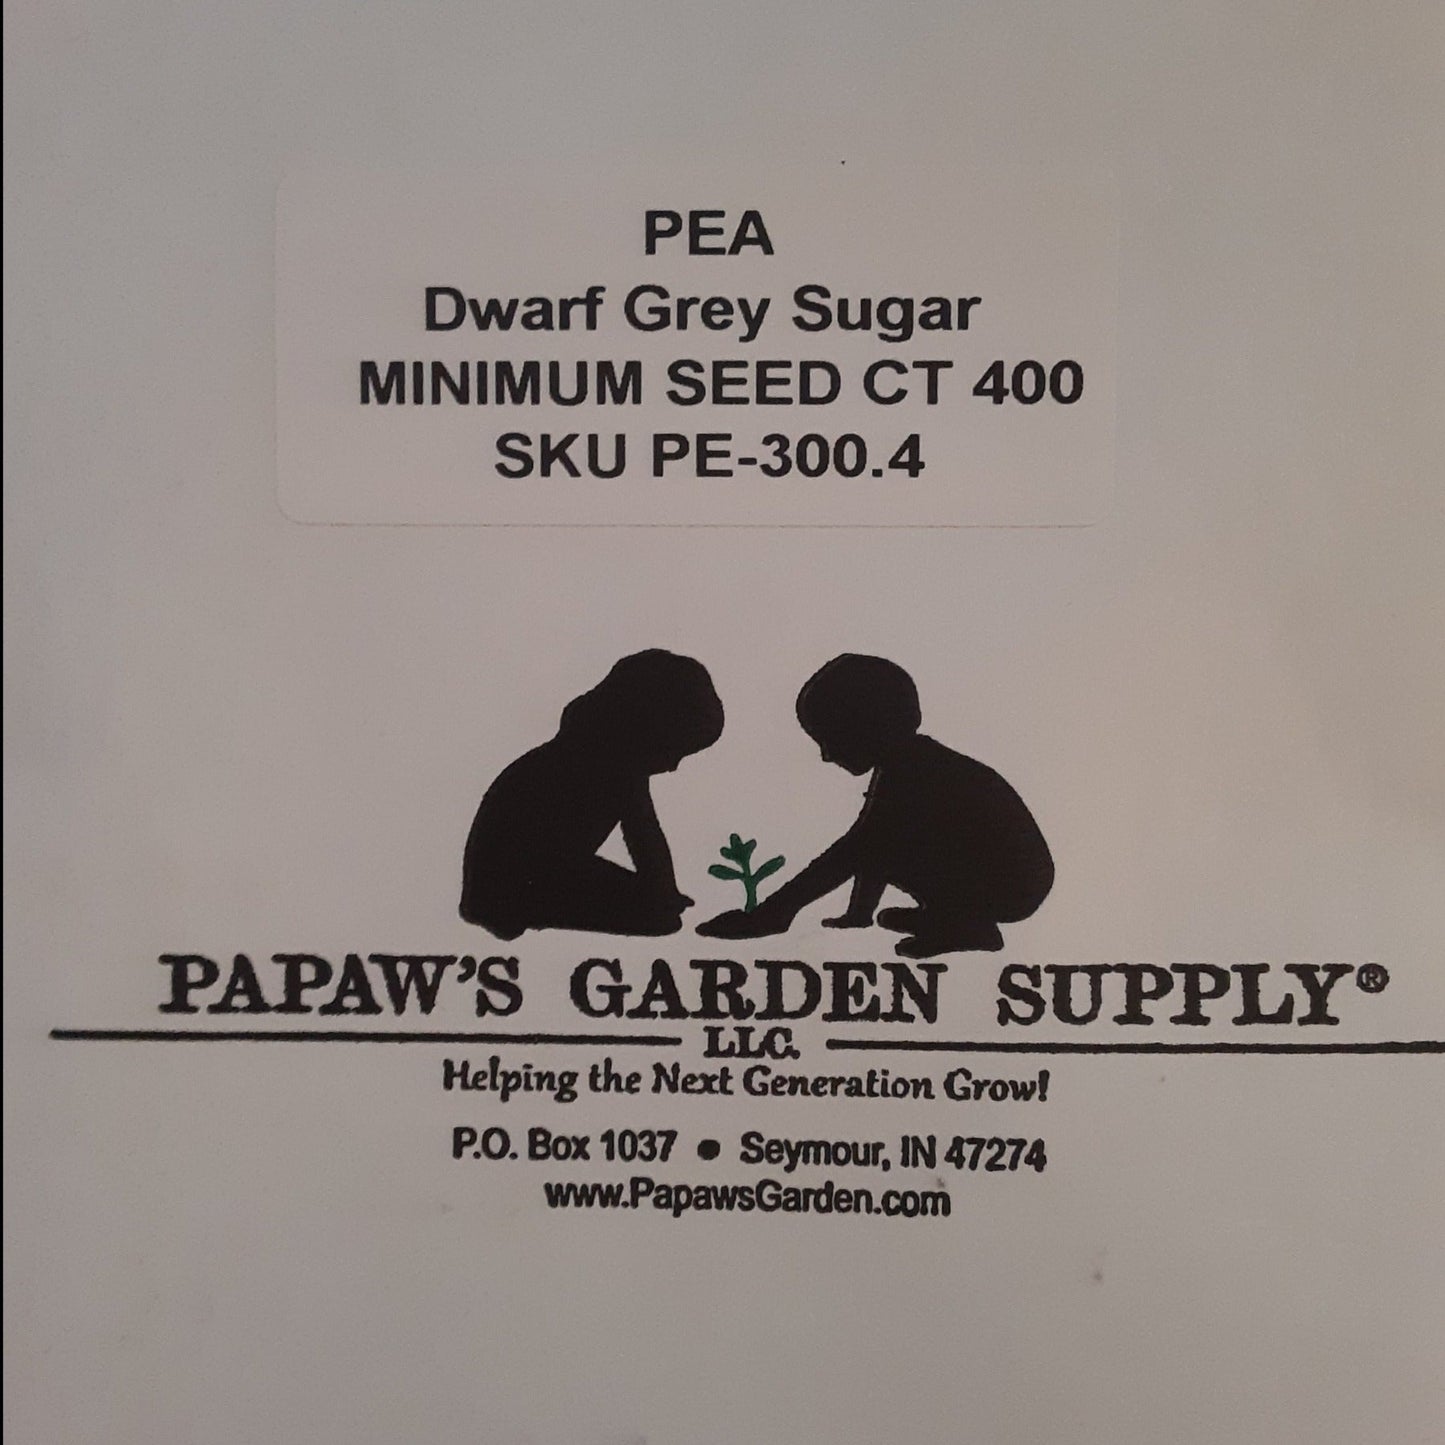 PEA
Dwarf Grey Sugar
MINIMUM SEED CT 400
SKU PE-300.4
PAPAW'S GARDEN SUPPLY®
LLC.
Helping the Next Generation Grow!
P.O. Box 1037 • Seymour, IN 47274
www.PapawsGarden.com